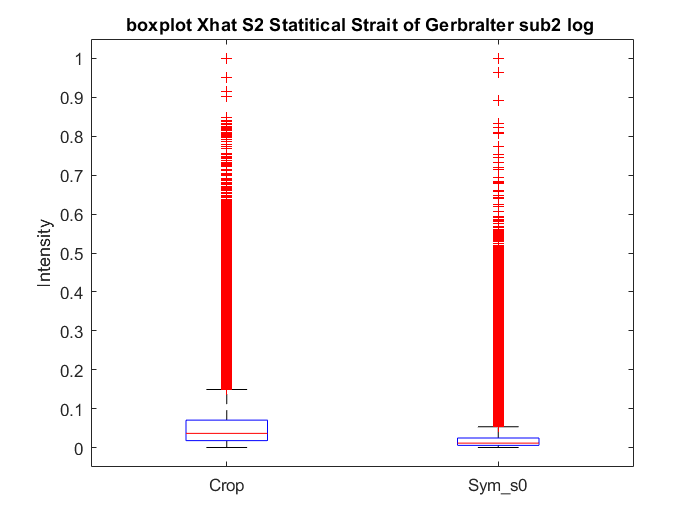 boxplot Xhat S2 Statitical Strait of Gerbralter sub2 log
1
0.9
0.8
0.7
0.6
0.5
0.4
0.3
0.2
0.1
0
Intensity
Crop
Sym_s0